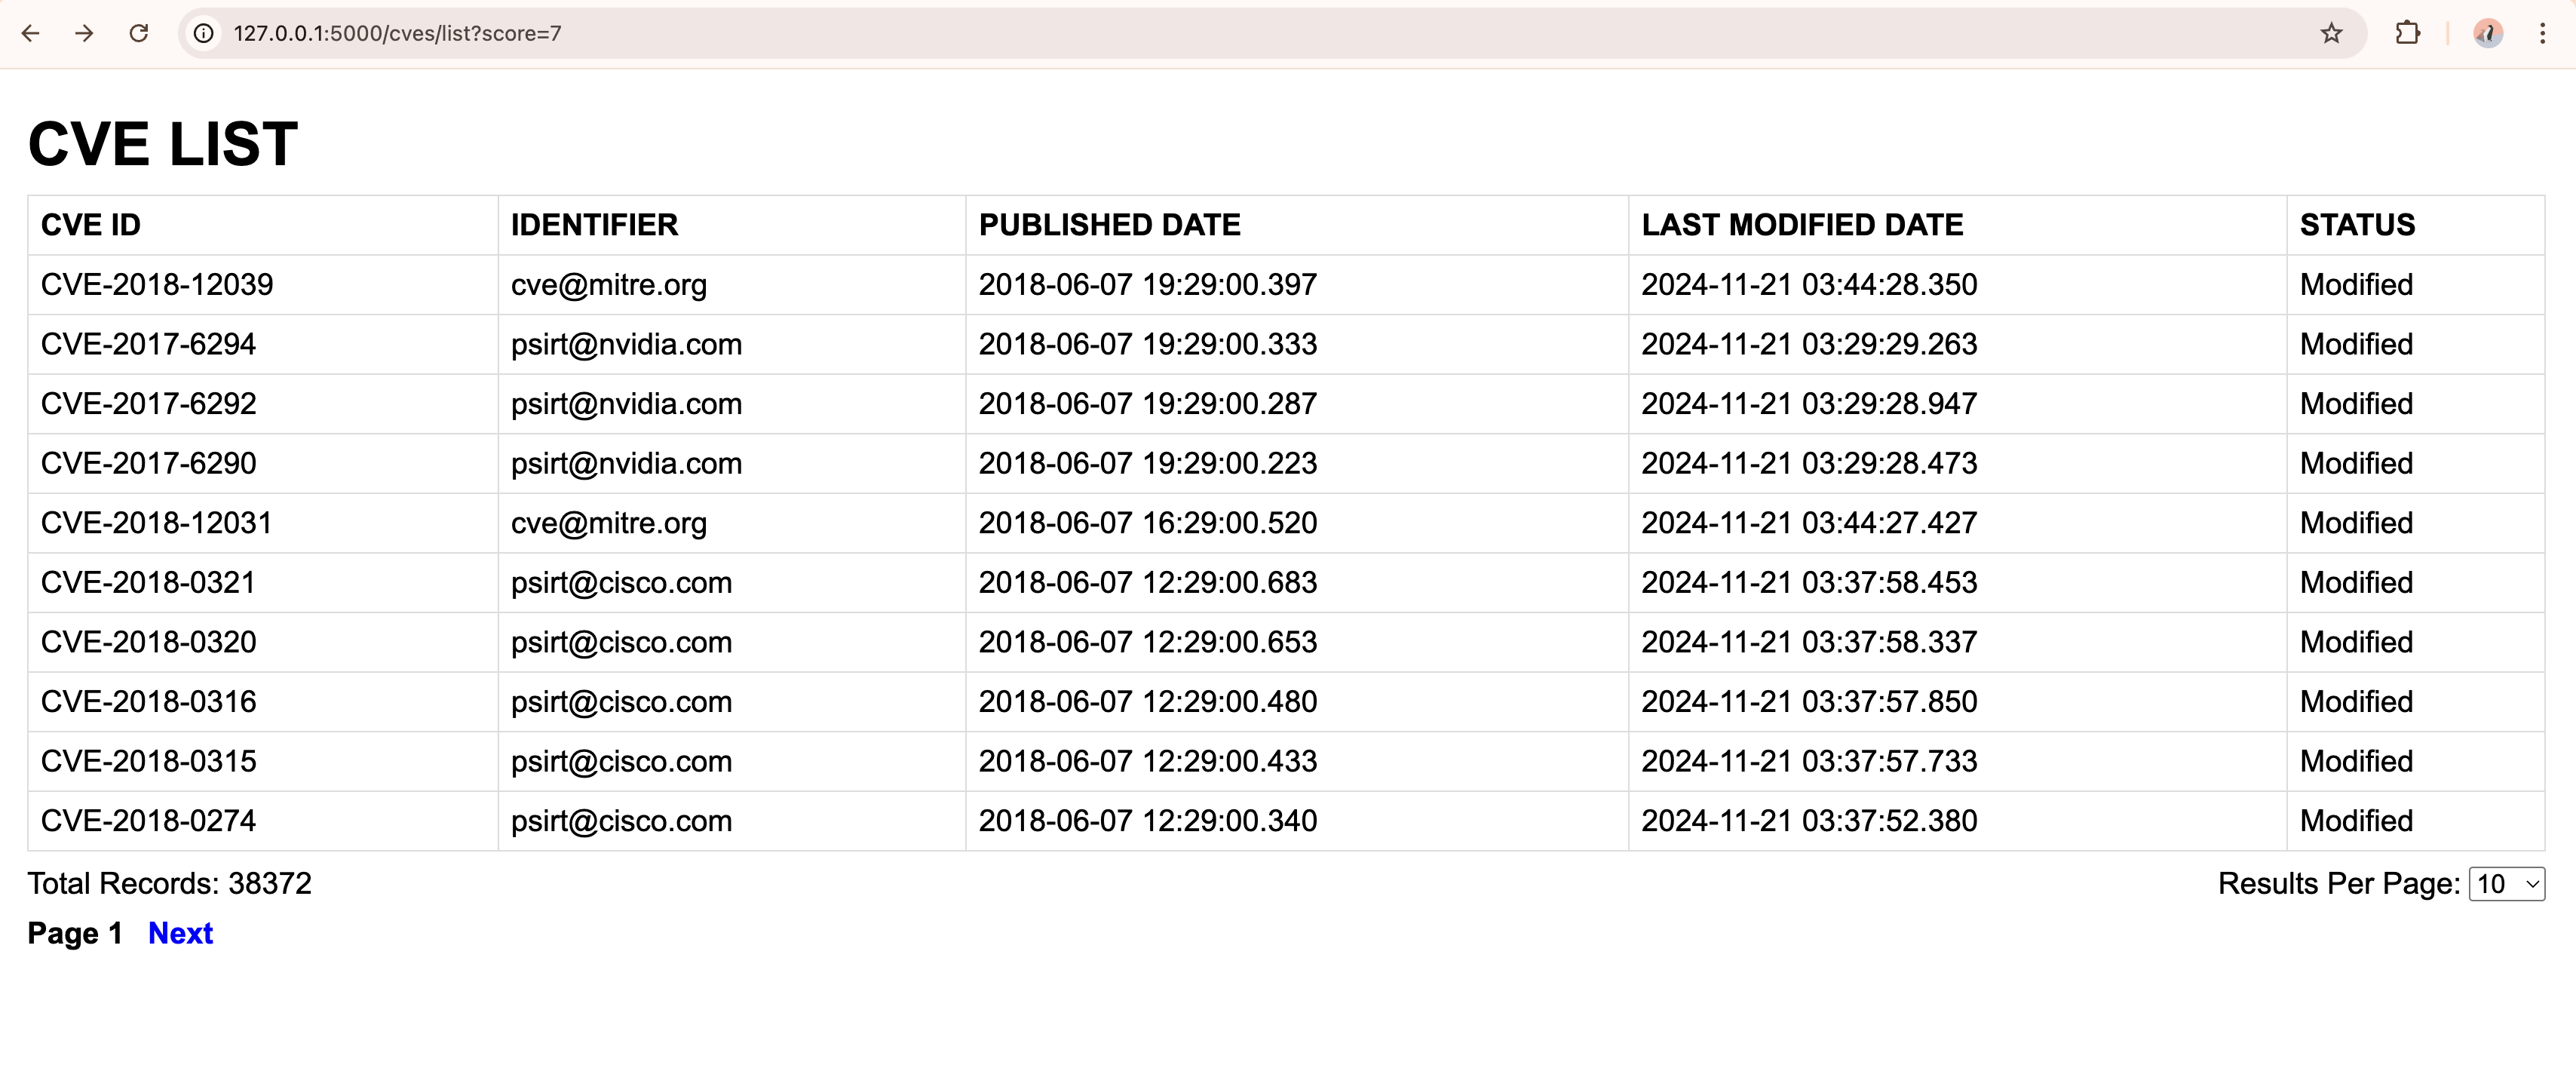 127.0.0.1:5000/cves/list?score=7
CVE LIST
CVE ID IDENTIFIER PUBLISHED DATE LAST MODIFIED DATE STATUS
CVE-2018-12039 cve@mitre.org 2018-06-07 19:29:00.397 2024-11-21 03:44:28.350 Modified
CVE-2017-6294 psirt@nvidia.com 2018-06-07 19:29:00.333 2024-11-21 03:29:29.263 Modified
CVE-2017-6292 psirt@nvidia.com 2018-06-07 19:29:00.287 2024-11-21 03:29:28.947 Modified
CVE-2017-6290 psirt@nvidia.com 2018-06-07 19:29:00.223 2024-11-21 03:29:28.473 Modified
CVE-2018-12031 cve@mitre.org 2018-06-07 16:29:00.520 2024-11-21 03:44:27.427 Modified
CVE-2018-0321 psirt@cisco.com 2018-06-07 12:29:00.683 2024-11-21 03:37:58.453 Modified
CVE-2018-0320 psirt@cisco.com 2018-06-07 12:29:00.653 2024-11-21 03:37:58.337 Modified
CVE-2018-0316 psirt@cisco.com 2018-06-07 12:29:00.480 2024-11-21 03:37:57.850 Modified
CVE-2018-0315 psirt@cisco.com 2018-06-07 12:29:00.433 2024-11-21 03:37:57.733 Modified
CVE-2018-0274 psirt@cisco.com 2018-06-07 12:29:00.340 2024-11-21 03:37:52.380 Modified
Total Records: 38372 Results Per Page: 10
Page 1 Next